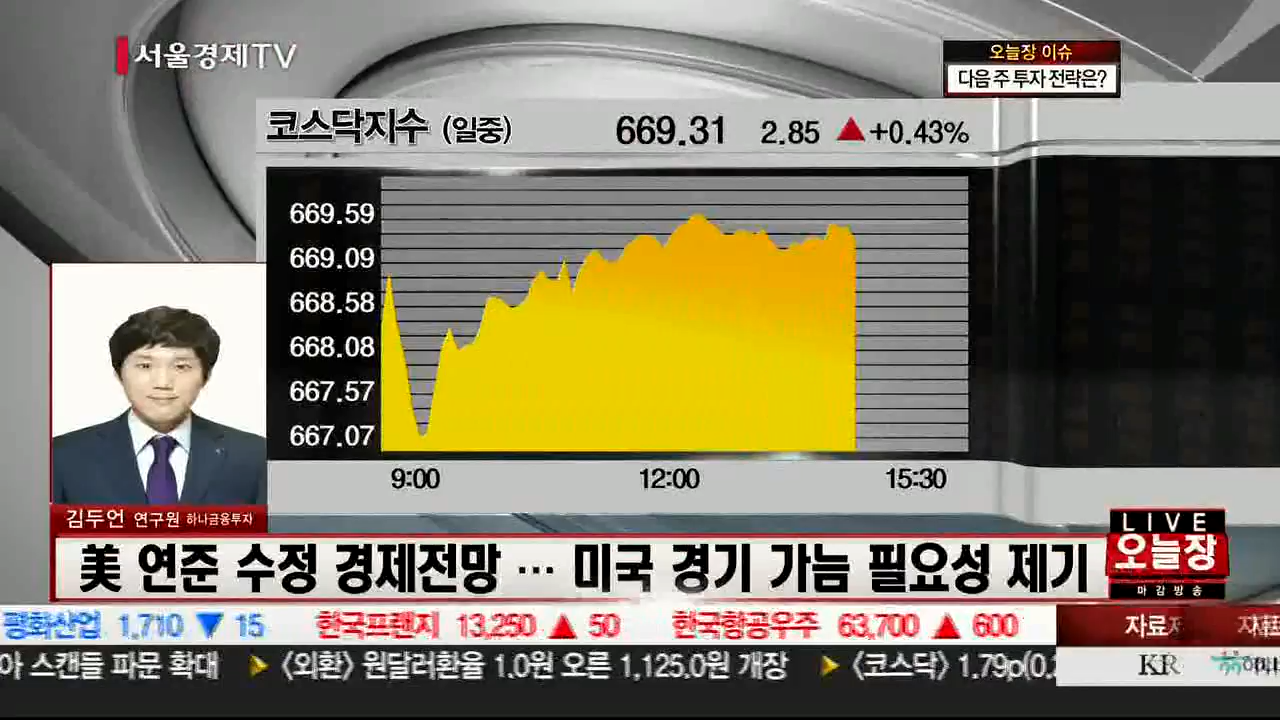 서울경제TV
오늘장 이슈
다음 주 투자 전략은?
코스닥지수 (일중) 669.31 2.85 ▲+0.43%
669.59
669.09
668.58
668.08
667.57
667.07
9:00 12:00 15:30
김두언 연구원 하나금융투자
美 연준 수정 경제전망 … 미국 경기 가늠 필요성 제기
LIVE
오늘장
마감방송
평화산업 1,710 ▼ 15 한국프랜지 13,250 ▲ 50 한국항공우주 63,700 ▲ 600
자료
아 스캔들 파문 확대 ▶ 〈외환〉 원달러환율 1.0원 오른 1,125.0원 개장 ▶ 〈코스닥〉 1.79p(0.
KR